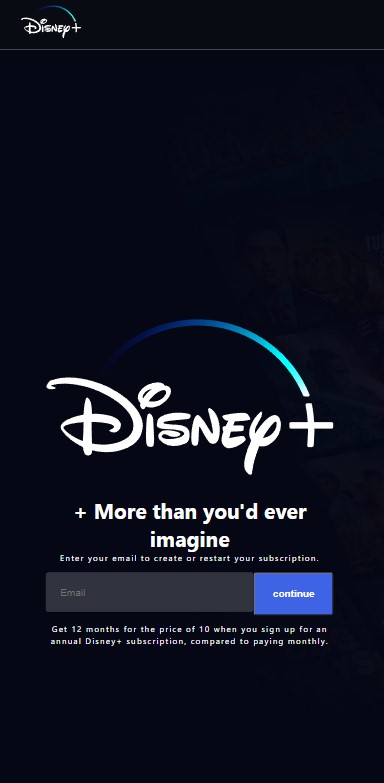 Disney+
Disney+
+ More than you'd ever
imagine
Enter your email to create or restart your subscription.
Email
continue
Get 12 months for the price of 10 when you sign up for an
annual Disney+ subscription, compared to paying monthly.